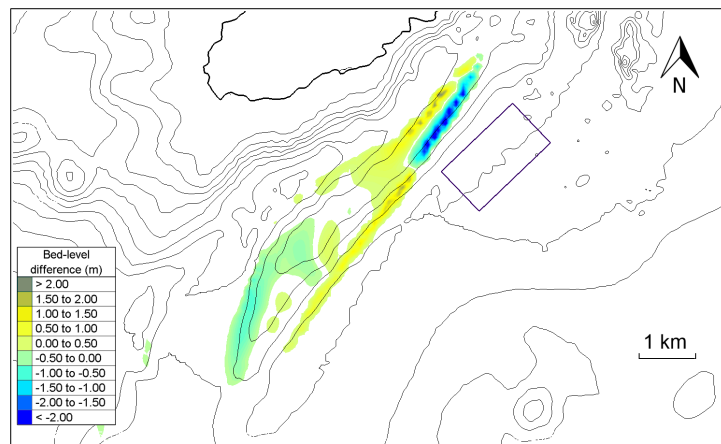 N
Bed-level
difference (m)
> 2.00
1.50 to 2.00
1.00 to 1.50
0.50 to 1.00
0.00 to 0.50
-0.50 to 0.00
-1.00 to -0.50
-1.50 to -1.00
-2.00 to -1.50
< -2.00
1 km